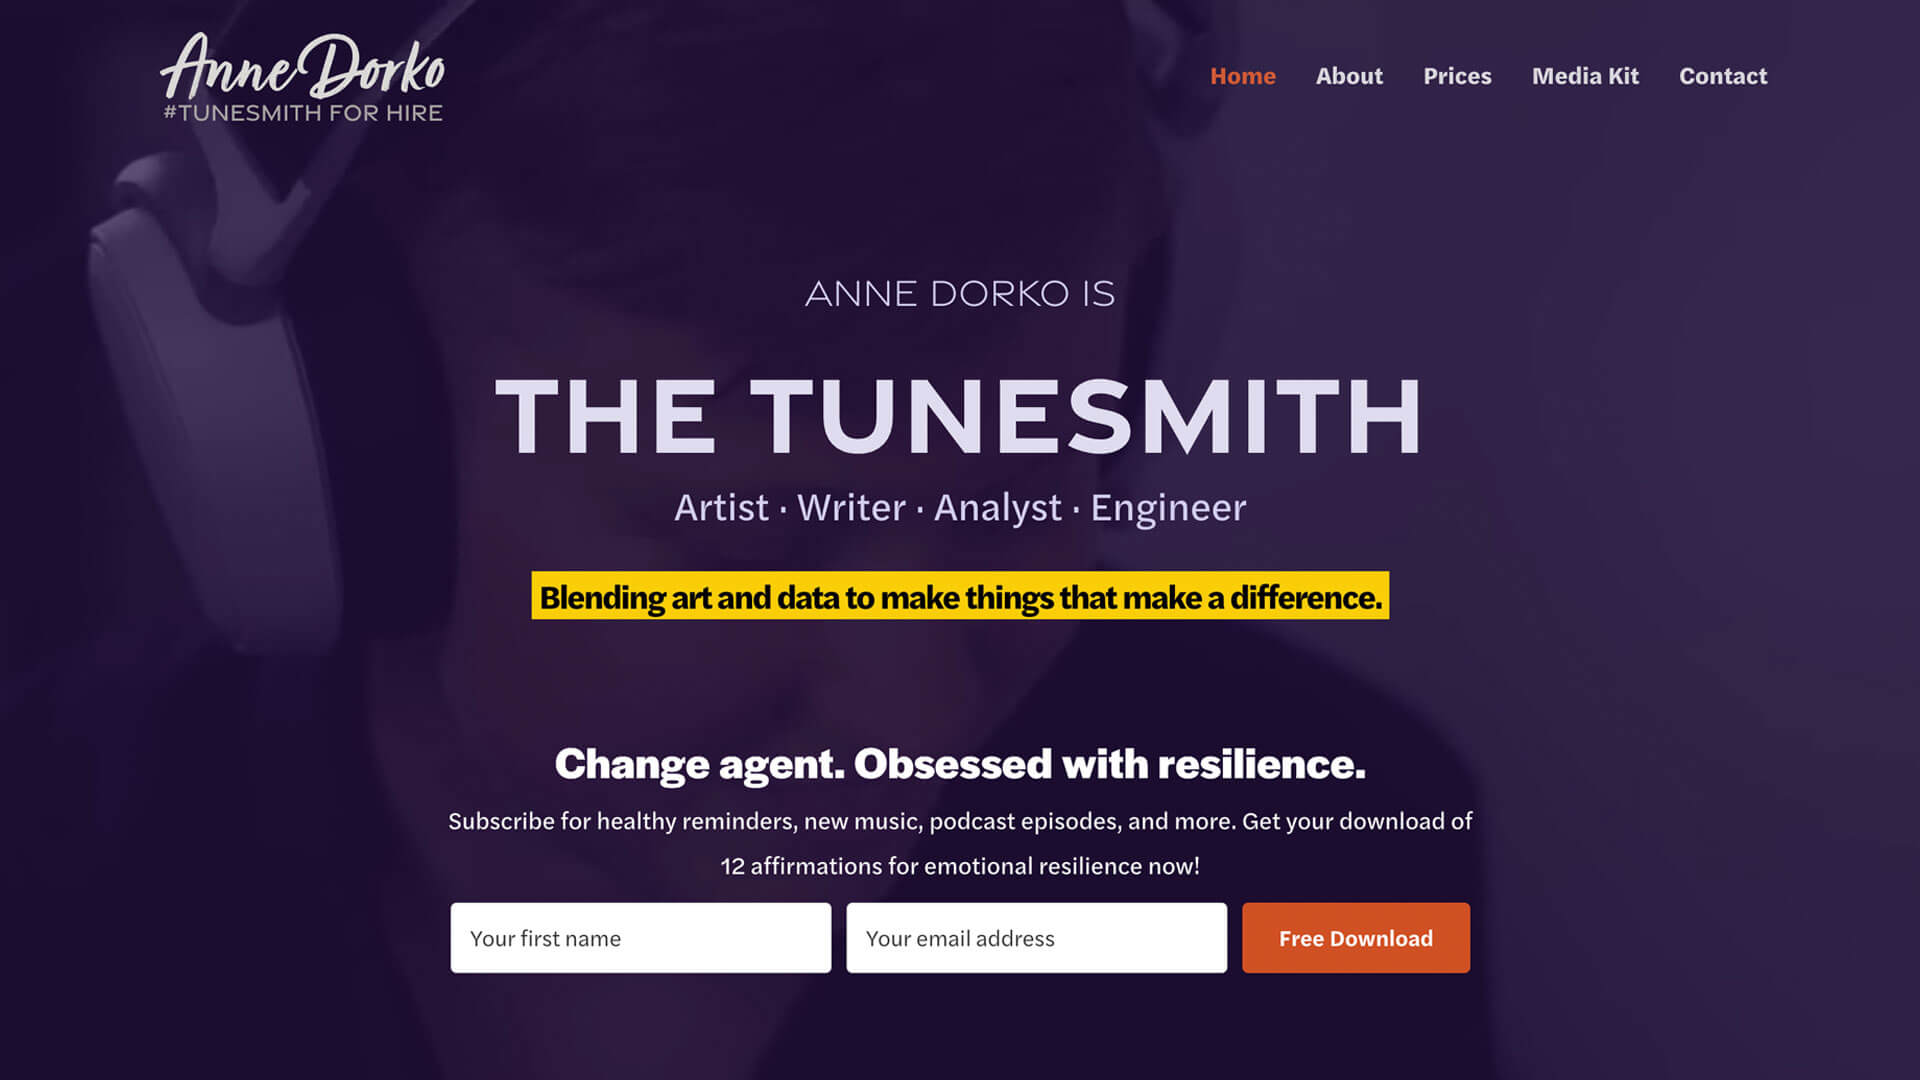 Anne Dorko
#TUNESMITH FOR HIRE
Home About Prices Media Kit Contact
ANNE DORKO IS
THE TUNESMITH
Artist · Writer · Analyst · Engineer
Blending art and data to make things that make a difference.
Change agent. Obsessed with resilience.
Subscribe for healthy reminders, new music, podcast episodes, and more. Get your download of
12 affirmations for emotional resilience now!
Your first name Your email address Free Download